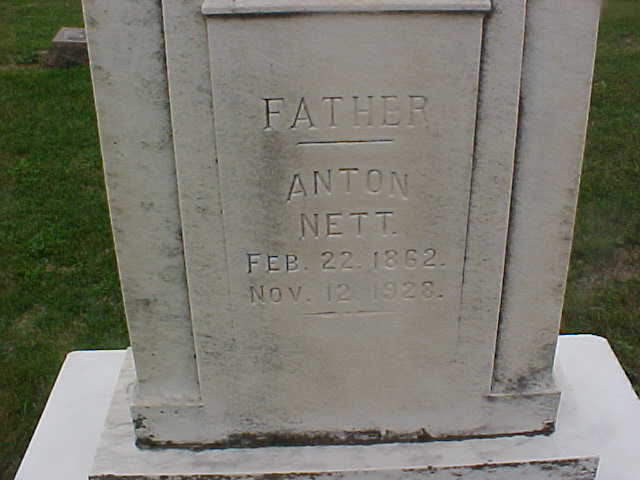 FATHER
ANTON
NETT.
FEB. 22. 1862.
NOV. 12 1928.